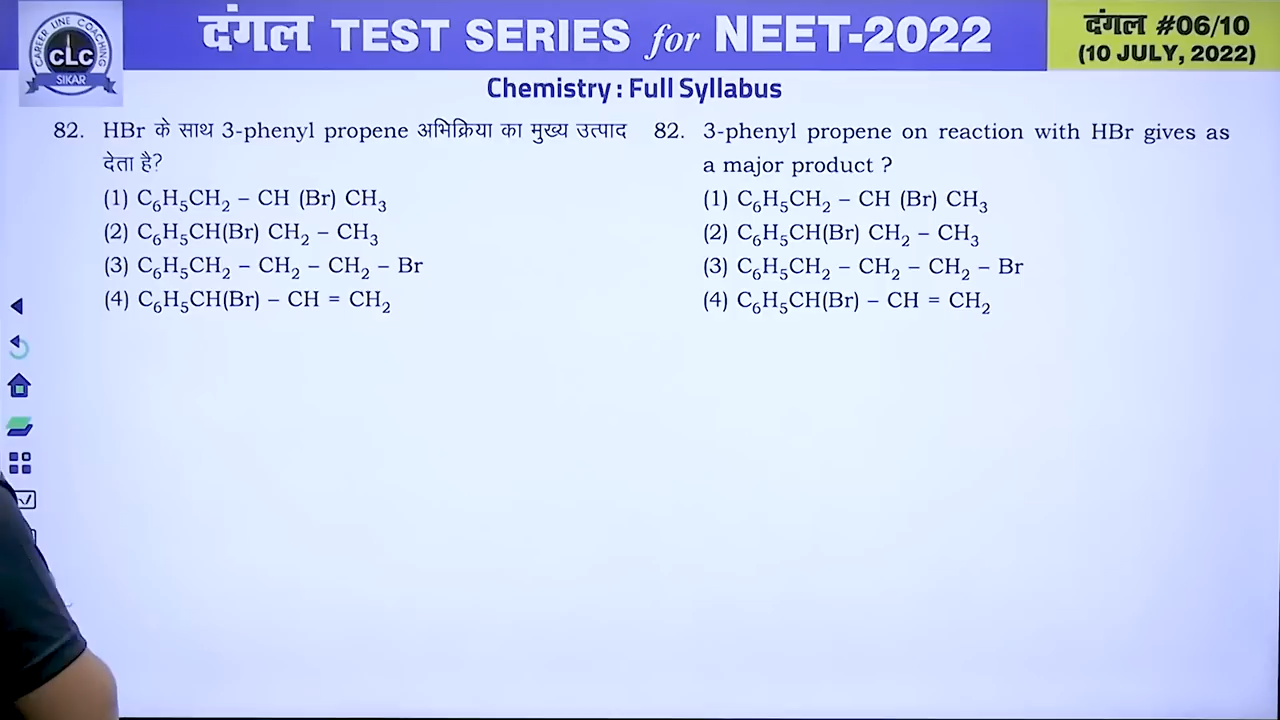 CAREER LINE COACHING
CLC
SIKAR
दंगल TEST SERIES for NEET-2022
दंगल #06/10
(10 JULY, 2022)
Chemistry : Full Syllabus
82. HBr के साथ 3-phenyl propene अभिक्रिया का मुख्य उत्पाद
देता है?
(1) C₆H₅CH₂ – CH (Br) CH₃
(2) C₆H₅CH(Br) CH₂ – CH₃
(3) C₆H₅CH₂ – CH₂ – CH₂ – Br
(4) C₆H₅CH(Br) – CH = CH₂
82. 3-phenyl propene on reaction with HBr gives as
a major product ?
(1) C₆H₅CH₂ – CH (Br) CH₃
(2) C₆H₅CH(Br) CH₂ – CH₃
(3) C₆H₅CH₂ – CH₂ – CH₂ – Br
(4) C₆H₅CH(Br) – CH = CH₂